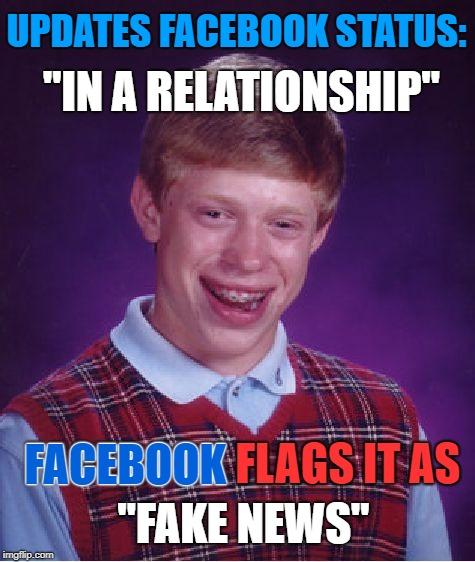 UPDATES FACEBOOK STATUS:
"IN A RELATIONSHIP"
FACEBOOK FLAGS IT AS
"FAKE NEWS"
imgflip.com